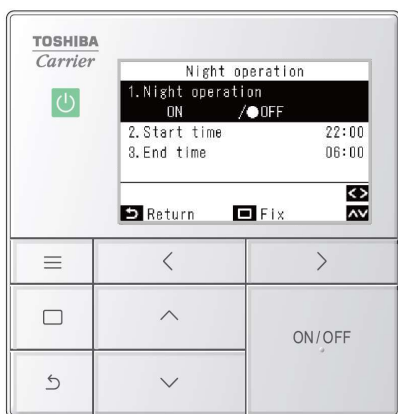 TOSHIBA
Carrier
Night operation
1.Night operation
ON /●OFF
2.Start time 22:00
3.End time 06:00
Return Fix
ON/OFF